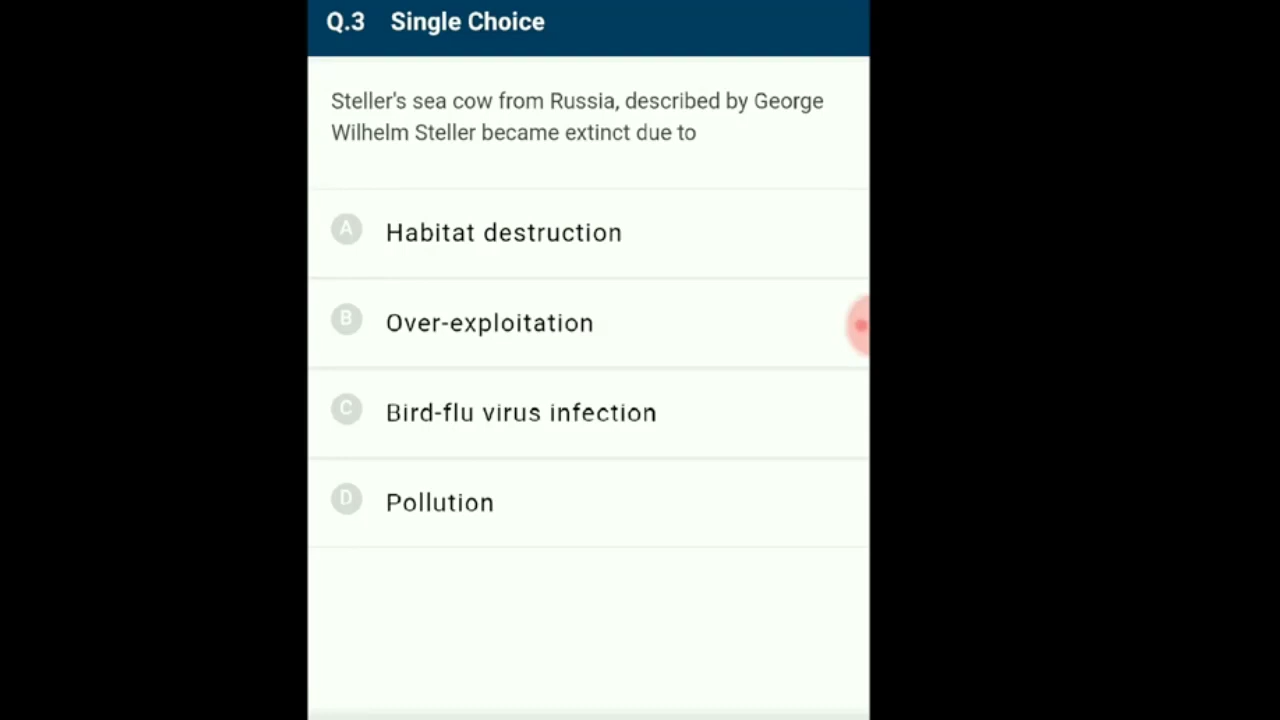 Q.3 Single Choice
Steller's sea cow from Russia, described by George
Wilhelm Steller became extinct due to
A Habitat destruction
B Over-exploitation
C Bird-flu virus infection
D Pollution